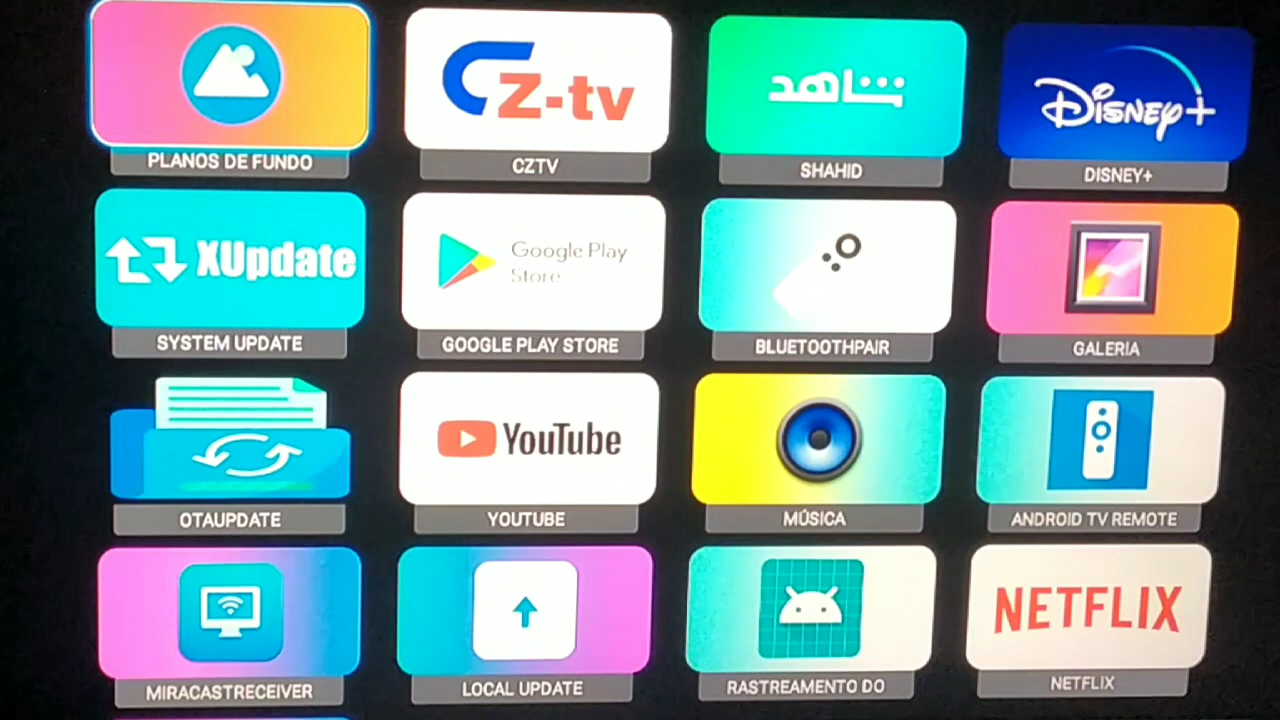 CZ-tv
شاهد
Disney+
PLANOS DE FUNDO
CZTV
SHAHID
DISNEY+
XUpdate
Google Play
Store
SYSTEM UPDATE
GOOGLE PLAY STORE
BLUETOOTHPAIR
GALERIA
YouTube
OTAUPDATE
YOUTUBE
MÚSICA
ANDROID TV REMOTE
NETFLIX
MIRACASTRECEIVER
LOCAL UPDATE
RASTREAMENTO DO
NETFLIX